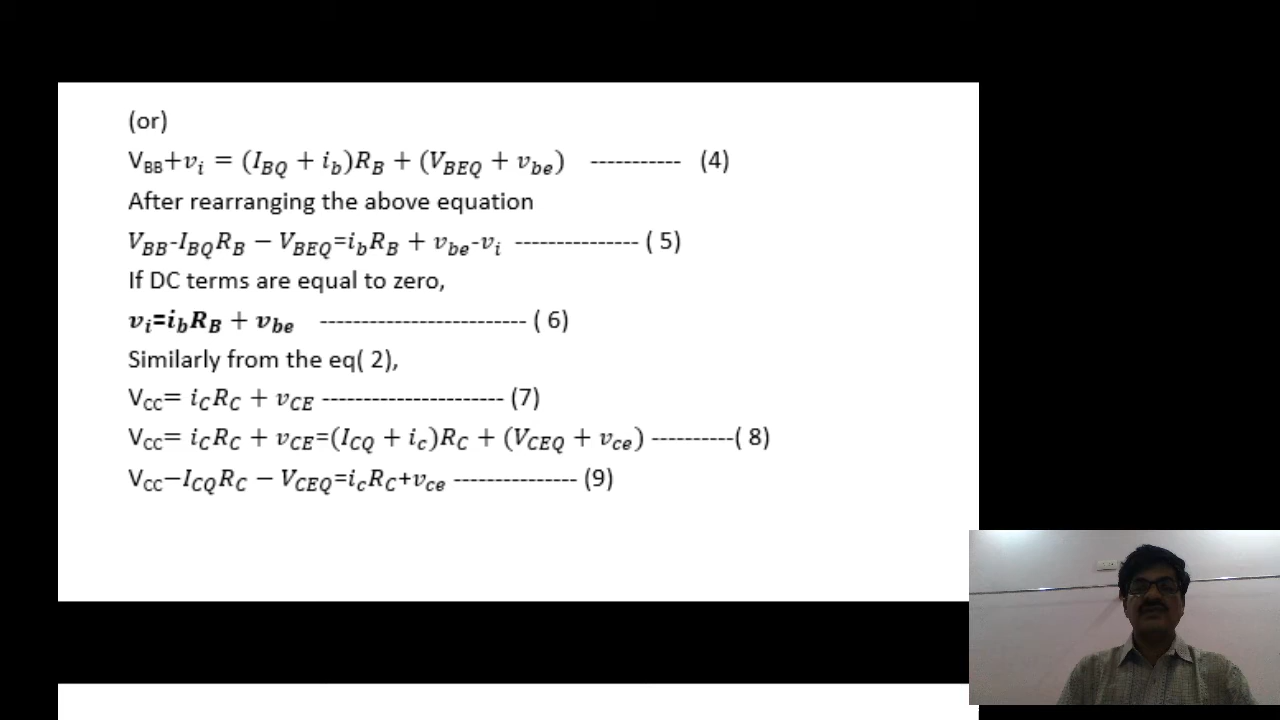 (or)
V_BB+v_i = (I_BQ + i_b)R_B + (V_BEQ + v_be) ----------- (4)
After rearranging the above equation
V_BB-I_BQR_B − V_BEQ=i_bR_B + v_be-v_i --------------- ( 5)
If DC terms are equal to zero,
v_i=i_bR_B + v_be ------------------------- ( 6)
Similarly from the eq( 2),
V_CC= i_CR_C + v_CE ---------------------- (7)
V_CC= i_CR_C + v_CE=(I_CQ + i_c)R_C + (V_CEQ + v_ce) ----------( 8)
V_CC−I_CQR_C − V_CEQ=i_cR_C+v_ce --------------- (9)